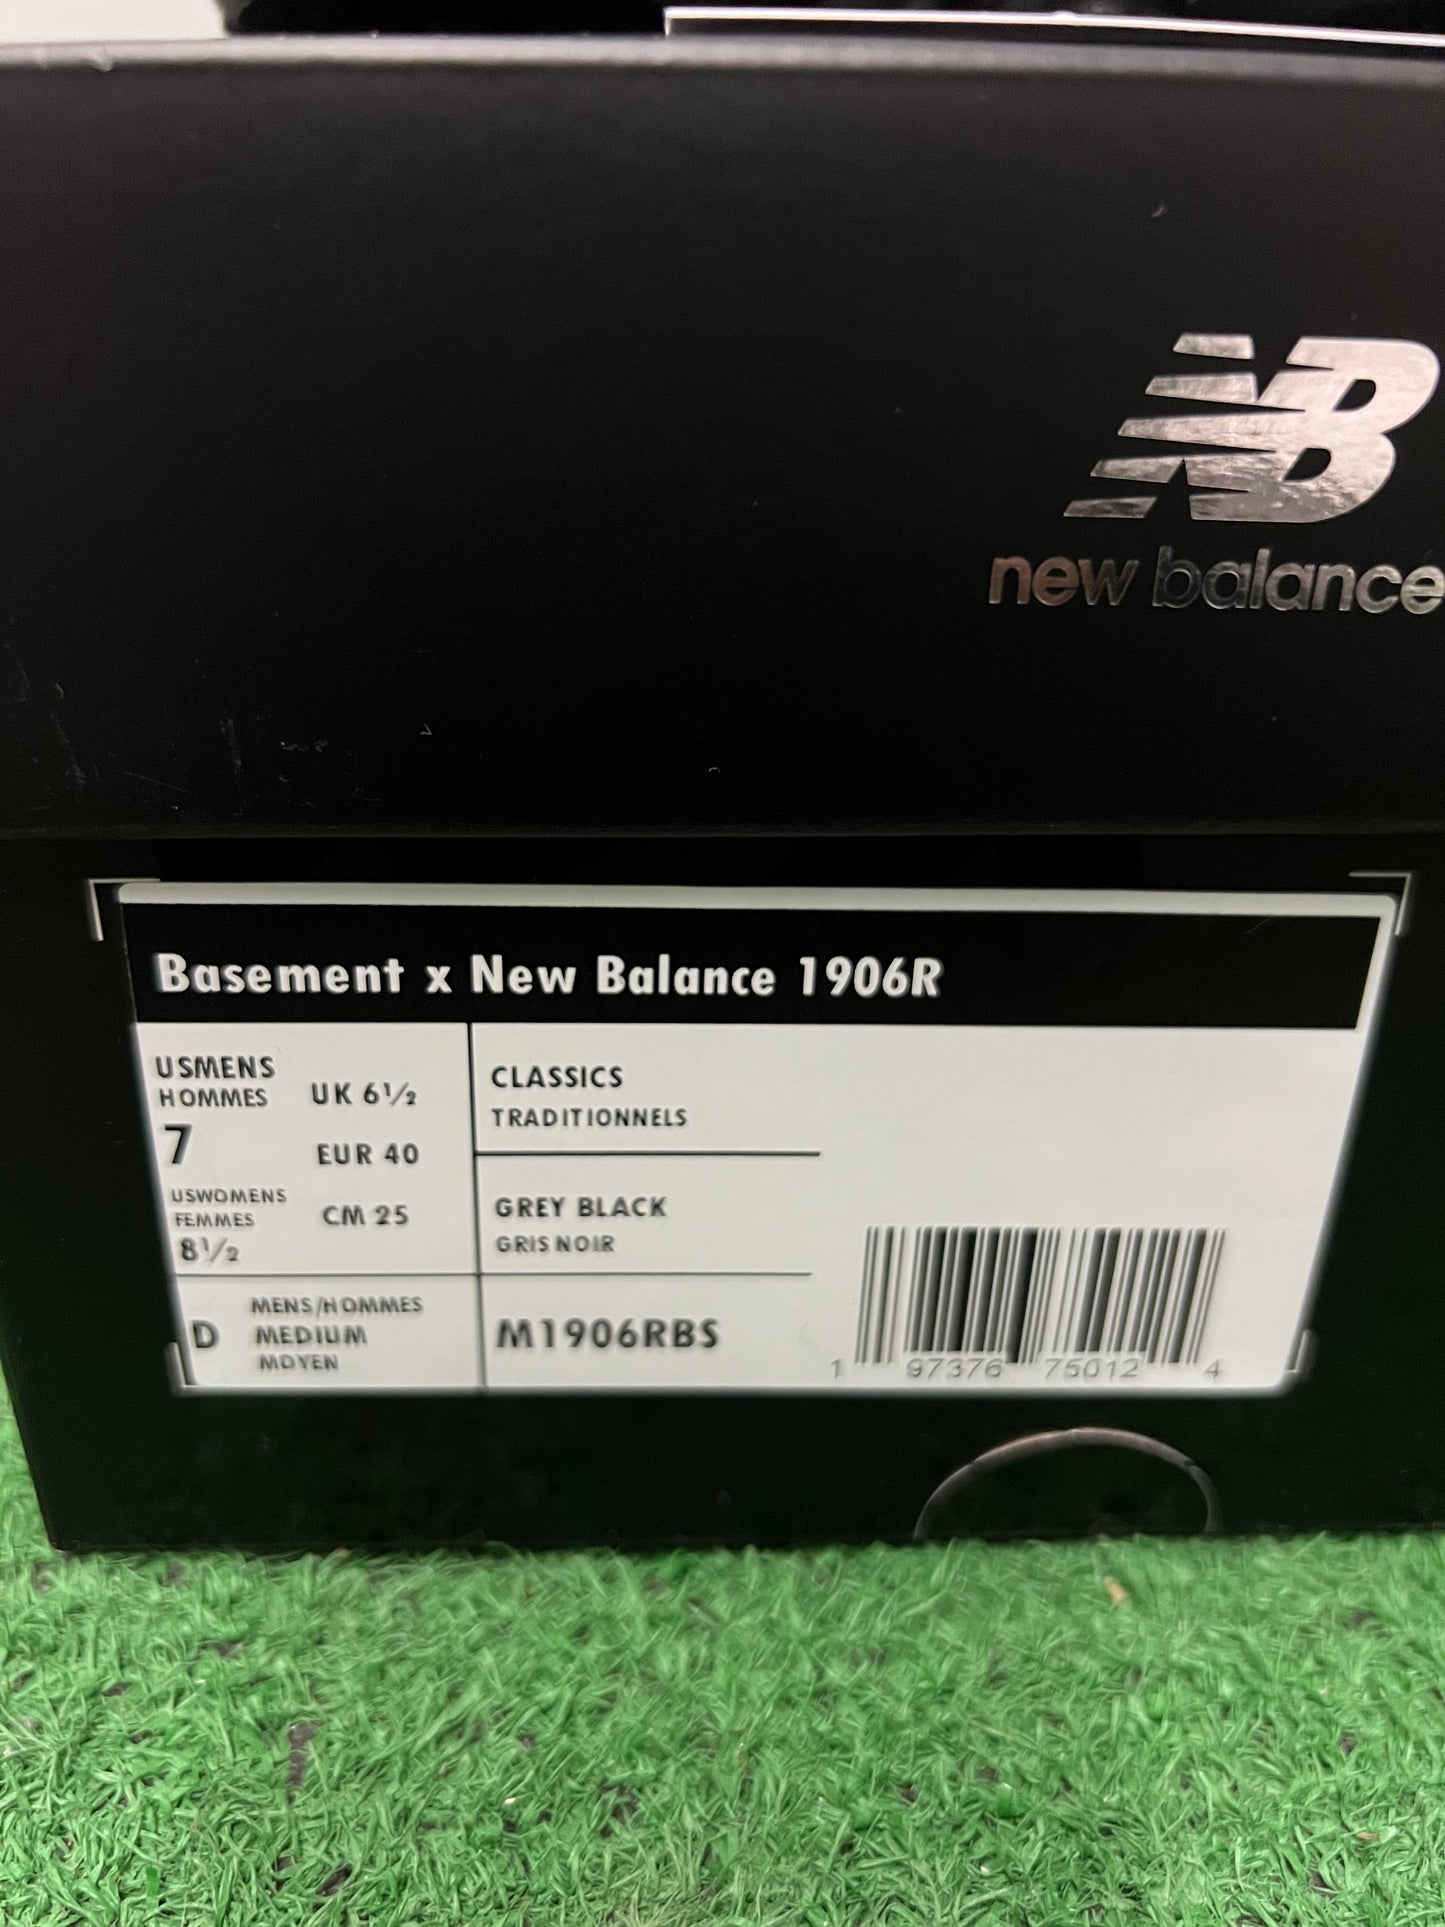 NB
new balance
Basement x New Balance 1906R
USMENS
HOMMES
7
USWOMENS
FEMMES
8½
UK 6½
EUR 40
CM 25
CLASSICS
TRADITIONNELS
GREY BLACK
GRIS NOIR
D
MENS/HOMMES
MEDIUM
MOYEN
M1906RBS
1 97376 75012 4